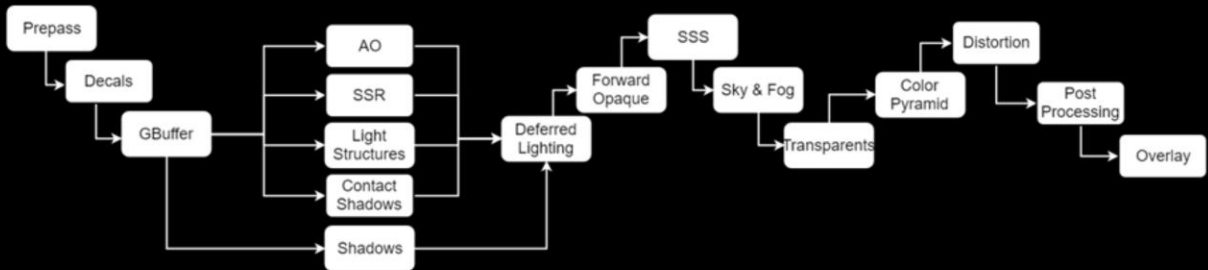 Prepass
Decals
GBuffer
AO
SSR
Light
Structures
Contact
Shadows
Shadows
Deferred
Lighting
Forward
Opaque
SSS
Sky & Fog
Transparents
Color
Pyramid
Distortion
Post
Processing
Overlay